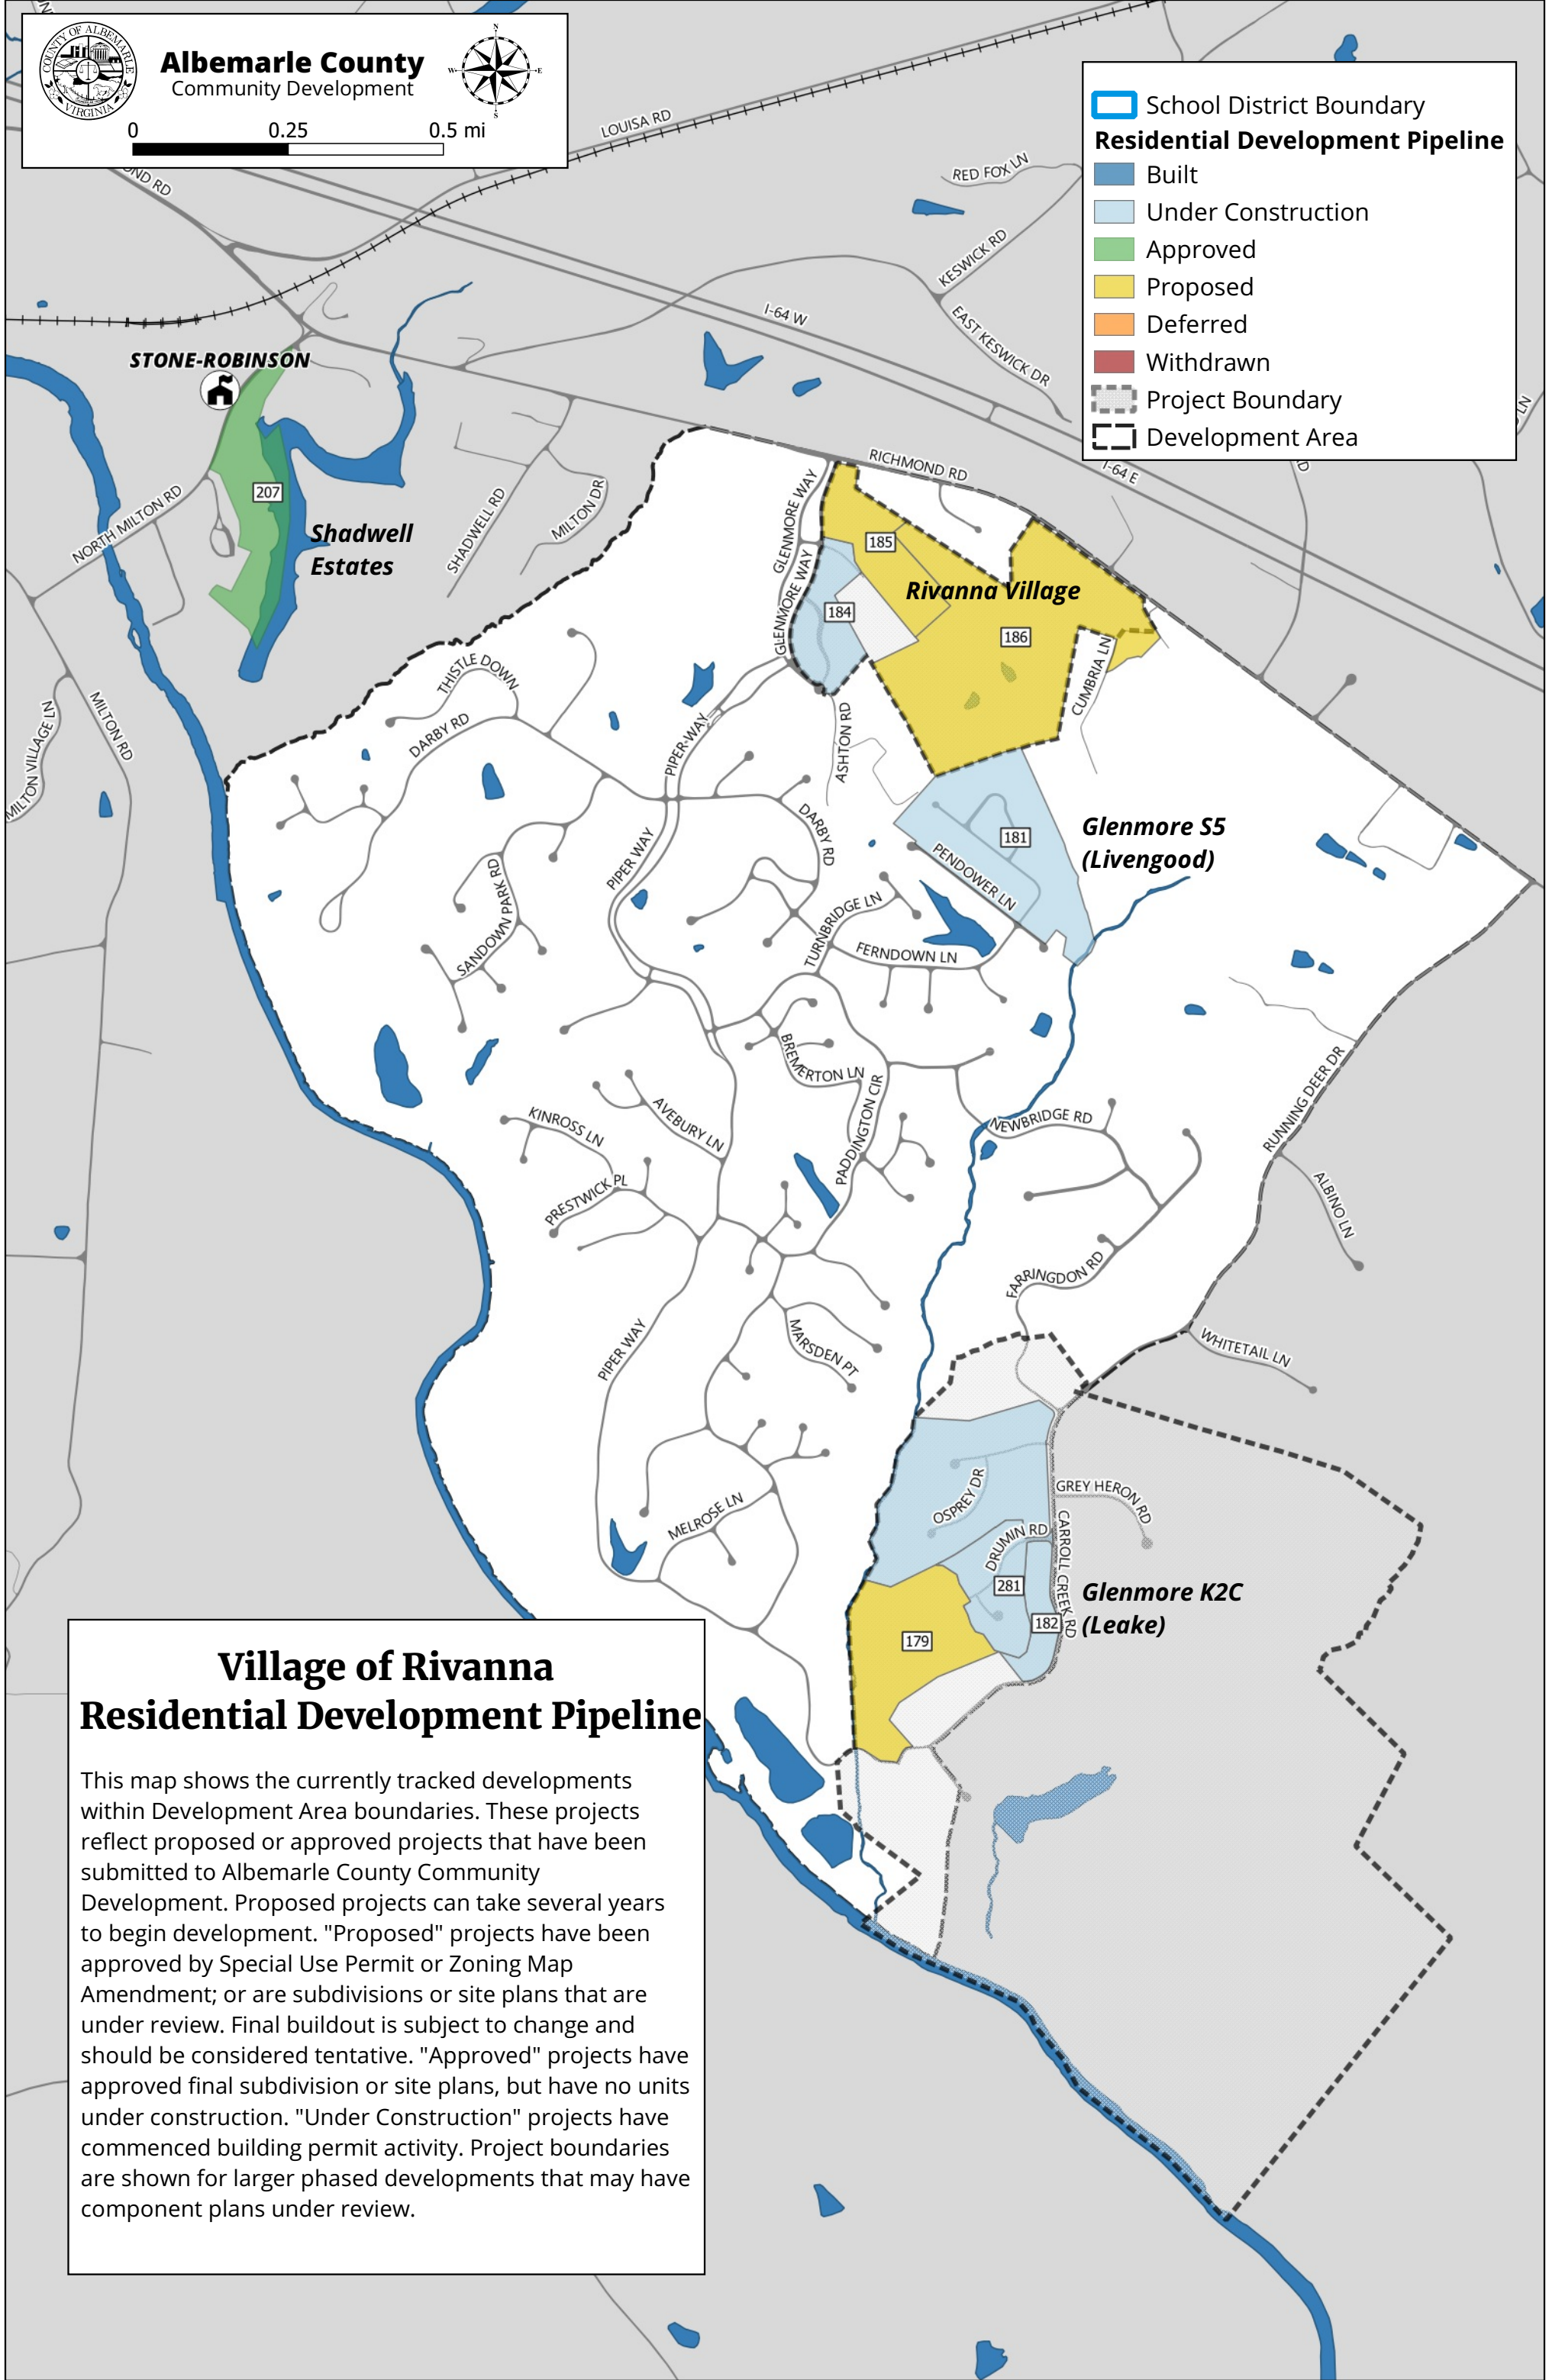 COUNTY OF ALBEMARLE
VIRGINIA
Albemarle County
Community Development
N
W
E
S
0 0.25 0.5 mi
School District Boundary
Residential Development Pipeline
Built
Under Construction
Approved
Proposed
Deferred
Withdrawn
Project Boundary
Development Area
LOUISA RD
OND RD
RED FOX LN
KESWICK RD
I-64 W
EAST KESWICK DR
LN
STONE-ROBINSON
RICHMOND RD
I-64 E
D
207
NORTH MILTON RD
Shadwell
Estates
SHADWELL RD
MILTON DR
GLENMORE WAY
GLENMORE WAY
185
Rivanna Village
184
186
CUMBRIA LN
THISTLE DOWN
DARBY RD
MILTON RD
MILTON VILLAGE LN
PIPER WAY
ASHTON RD
DARBY RD
181
Glenmore S5
(Livengood)
PENDOWER LN
PIPER WAY
SANDOWN PARK RD
TURNBRIDGE LN
FERNDOWN LN
BREMERTON LN
PADDINGTON CIR
AVEBURY LN
KINROSS LN
NEWBRIDGE RD
RUNNING DEER DR
PRESTWICK PL
ALBINO LN
FARRINGDON RD
PIPER WAY
MARSDEN PT
WHITETAIL LN
OSPREY DR
GREY HERON RD
MELROSE LN
DRUMIN RD
CARROLL CREEK RD
281
182
Glenmore K2C
(Leake)
179
Village of Rivanna
Residential Development Pipeline
This map shows the currently tracked developments
within Development Area boundaries. These projects
reflect proposed or approved projects that have been
submitted to Albemarle County Community
Development. Proposed projects can take several years
to begin development. "Proposed" projects have been
approved by Special Use Permit or Zoning Map
Amendment; or are subdivisions or site plans that are
under review. Final buildout is subject to change and
should be considered tentative. "Approved" projects have
approved final subdivision or site plans, but have no units
under construction. "Under Construction" projects have
commenced building permit activity. Project boundaries
are shown for larger phased developments that may have
component plans under review.